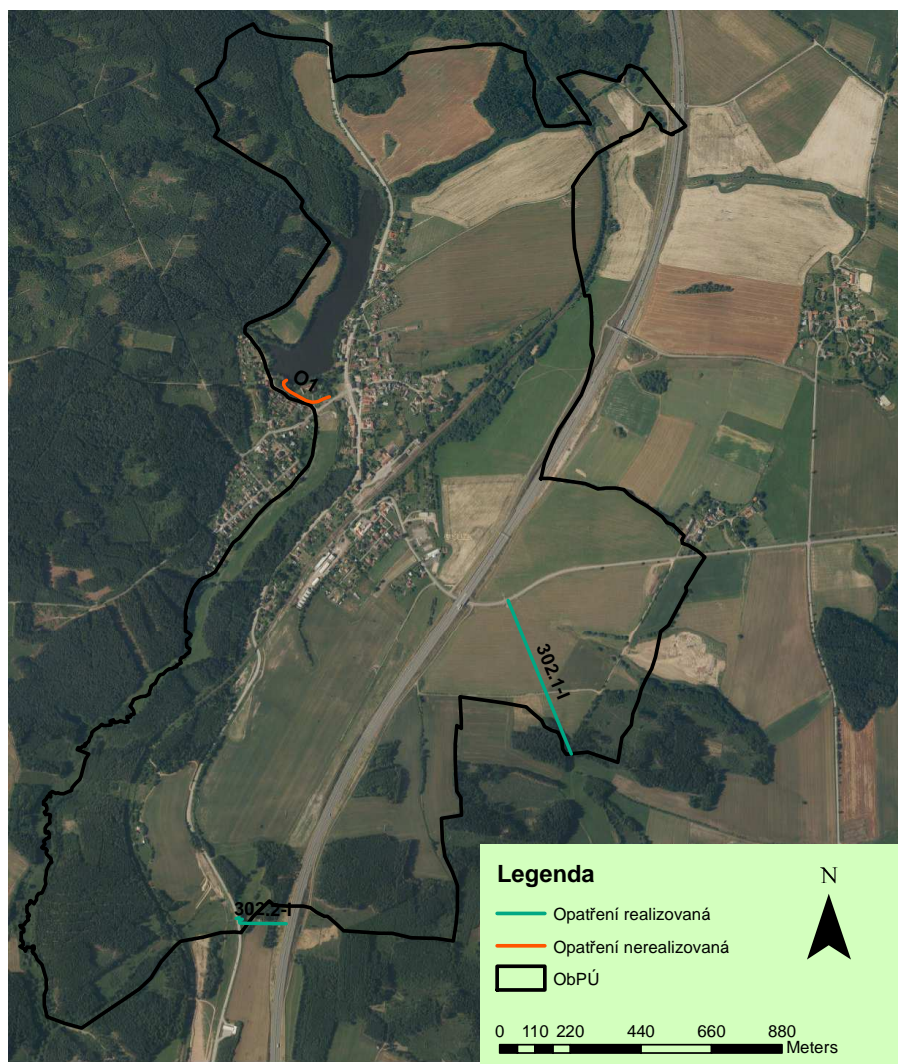 O1
302.1-I
302.2-I
Legenda
Opatření realizovaná
Opatření nerealizovaná
ObPÚ
N
0 110 220 440 660 880
Meters